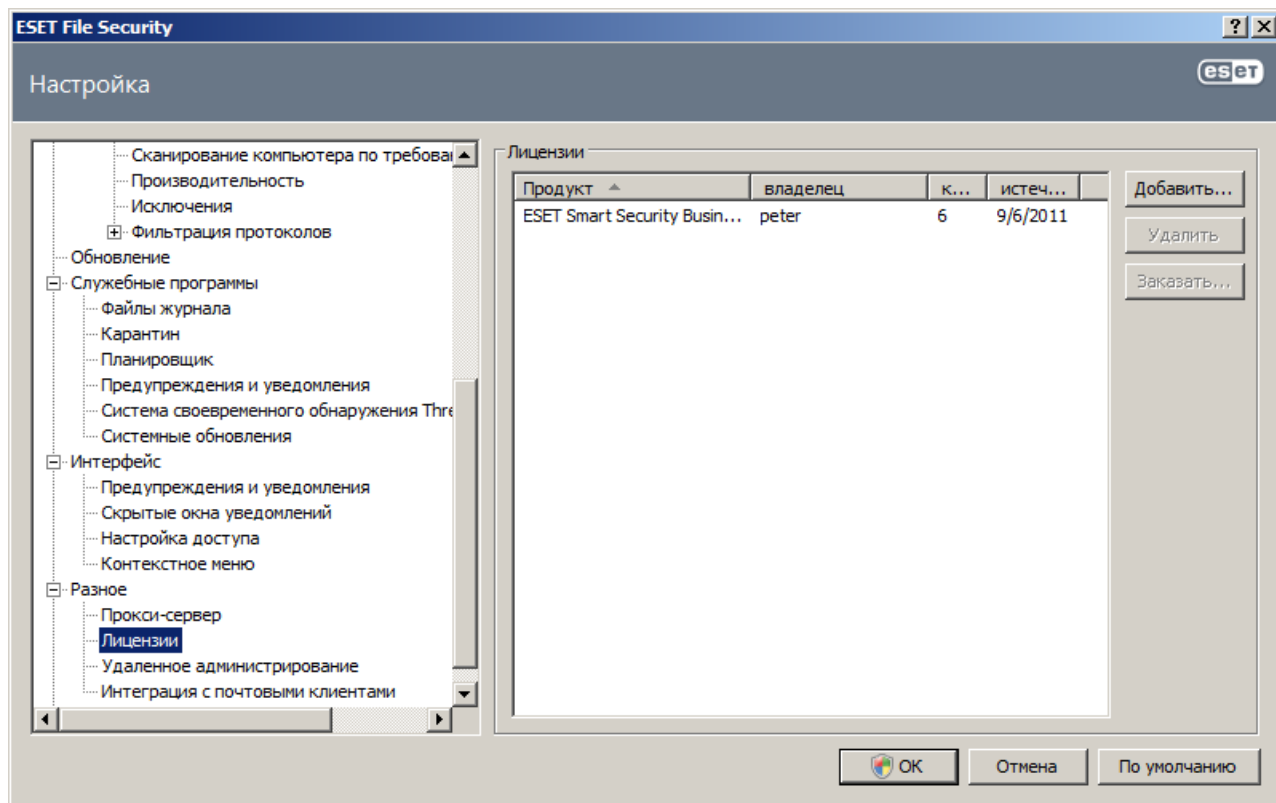 ESET File Security
Настройка
eset
Сканирование компьютера по требован
Производительность
Исключения
Фильтрация протоколов
Обновление
Служебные программы
Файлы журнала
Карантин
Планировщик
Предупреждения и уведомления
Система своевременного обнаружения Thre
Системные обновления
Интерфейс
Предупреждения и уведомления
Скрытые окна уведомлений
Настройка доступа
Контекстное меню
Разное
Прокси-сервер
Лицензии
Удаленное администрирование
Интеграция с почтовыми клиентами
Лицензии
Продукт владелец к... истеч...
ESET Smart Security Busin... peter 6 9/6/2011
Добавить...
Удалить
Заказать...
ОК Отмена По умолчанию